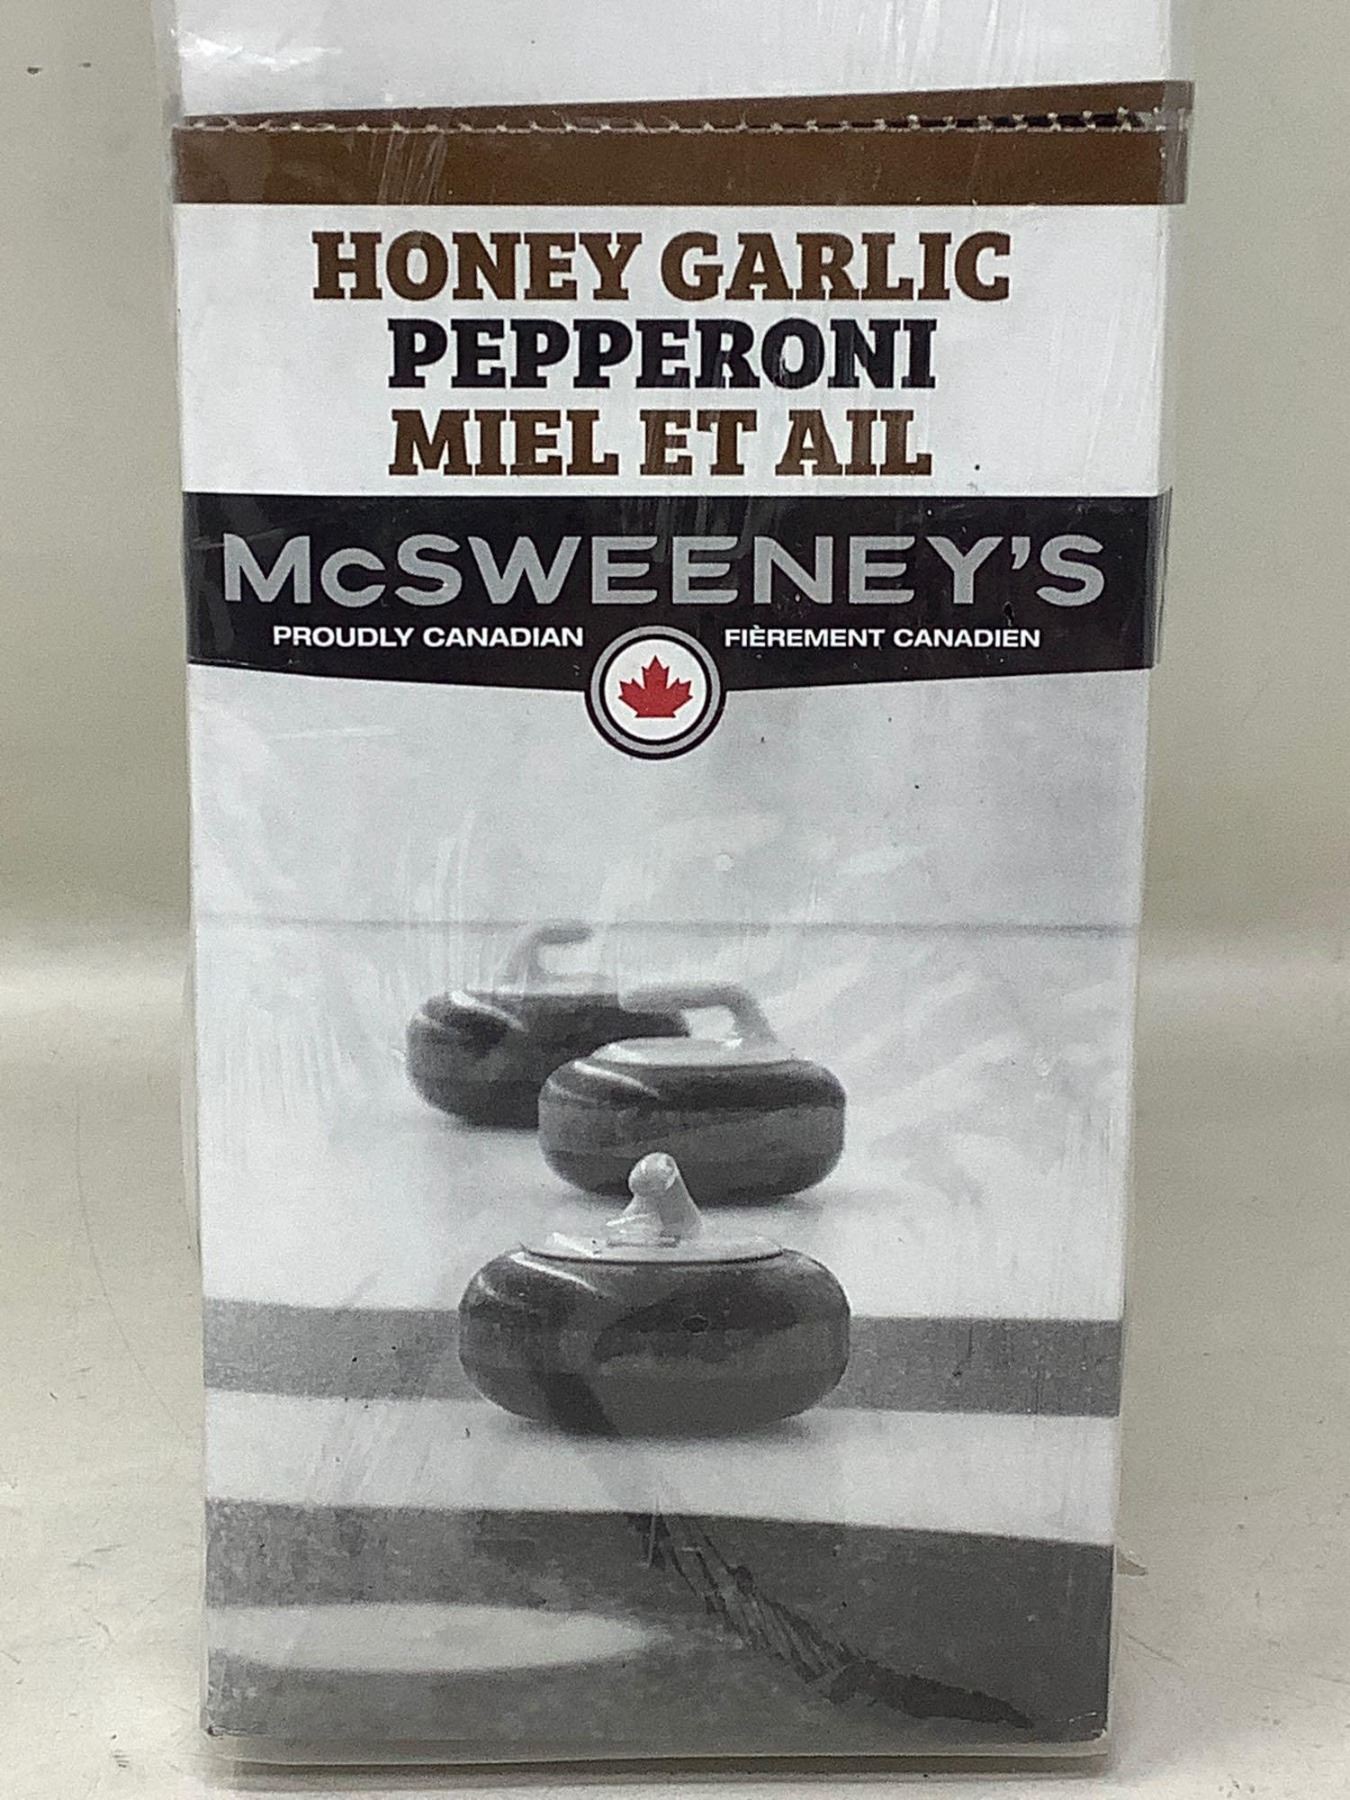 HONEY GARLIC
PEPPERONI
MIEL ET AIL
McSWEENEY'S
PROUDLY CANADIAN
FIÈREMENT CANADIEN